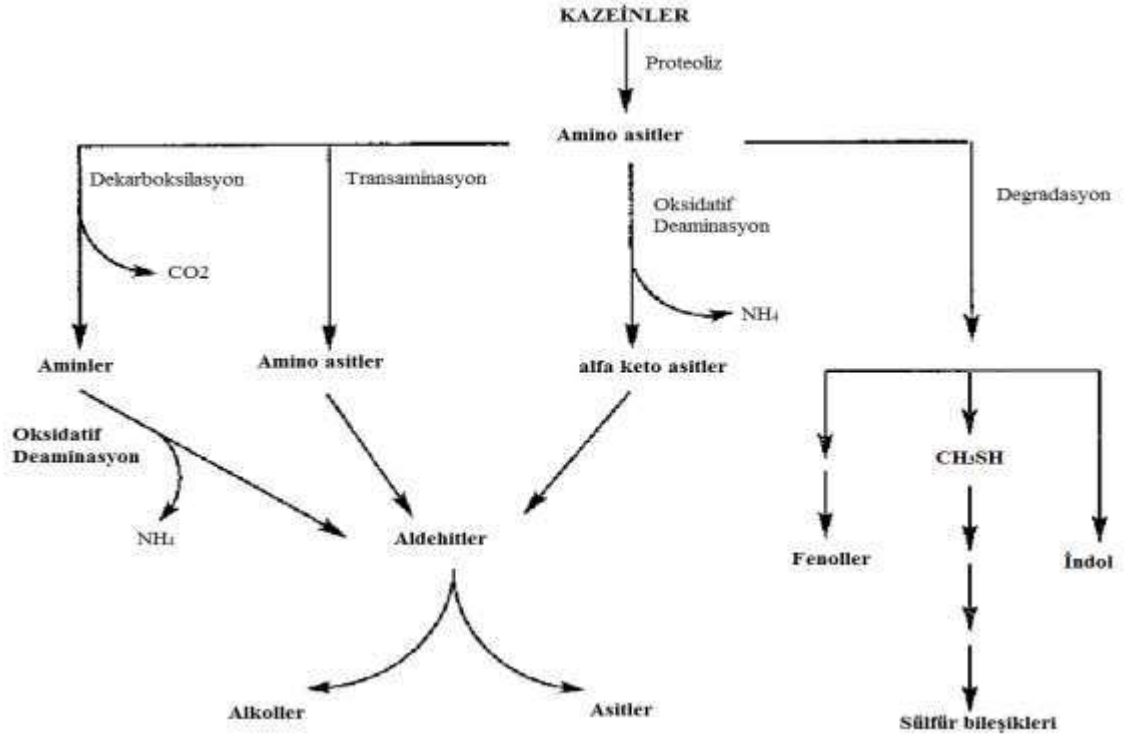 KAZEİNLER
Proteoliz
Amino asitler
Dekarboksilasyon
Transaminasyon
Oksidatif
Deaminasyon
Degradasyon
CO2
NH₄
Aminler
Amino asitler
alfa keto asitler
Oksidatif
Deaminasyon
NH₄
CH₃SH
Aldehitler
Fenoller
İndol
Alkoller
Asitler
Sülfür bileşikleri